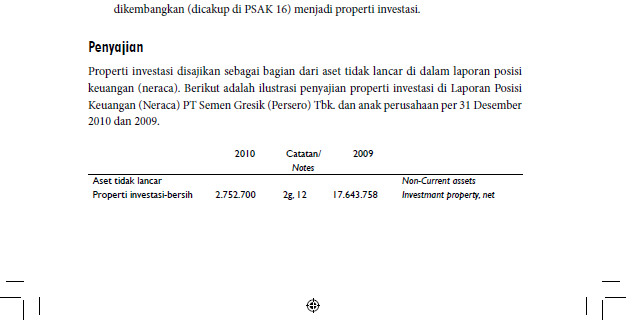 dikembangkan (dicakup di PSAK 16) menjadi properti investasi.
Penyajian
Properti investasi disajikan sebagai bagian dari aset tidak lancar di dalam laporan posisi
keuangan (neraca). Berikut adalah ilustrasi penyajian properti investasi di Laporan Posisi
Keuangan (Neraca) PT Semen Gresik (Persero) Tbk. dan anak perusahaan per 31 Desember
2010 dan 2009.
2010 Catatan/ 2009
Notes
Aset tidak lancar Non-Current assets
Properti investasi-bersih 2.752.700 2g, 12 17.643.758 Investmant property, net